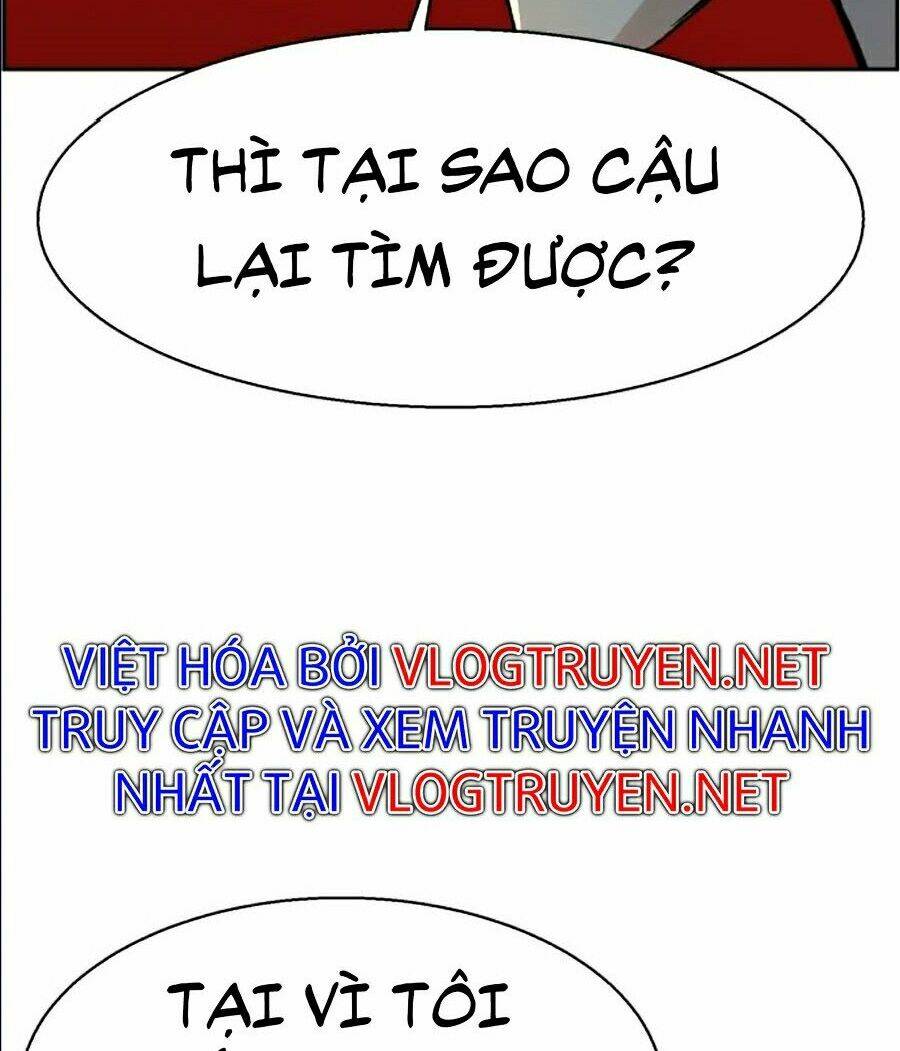 THÌ TẠI SAO CẬU
LẠI TÌM ĐƯỢC?
VIỆT HÓA BỞI VLOGTRUYEN.NET
TRUY CẬP VÀ XEM TRUYỆN NHANH
NHẤT TẠI VLOGTRUYEN.NET
TẠI VÌ TÔI